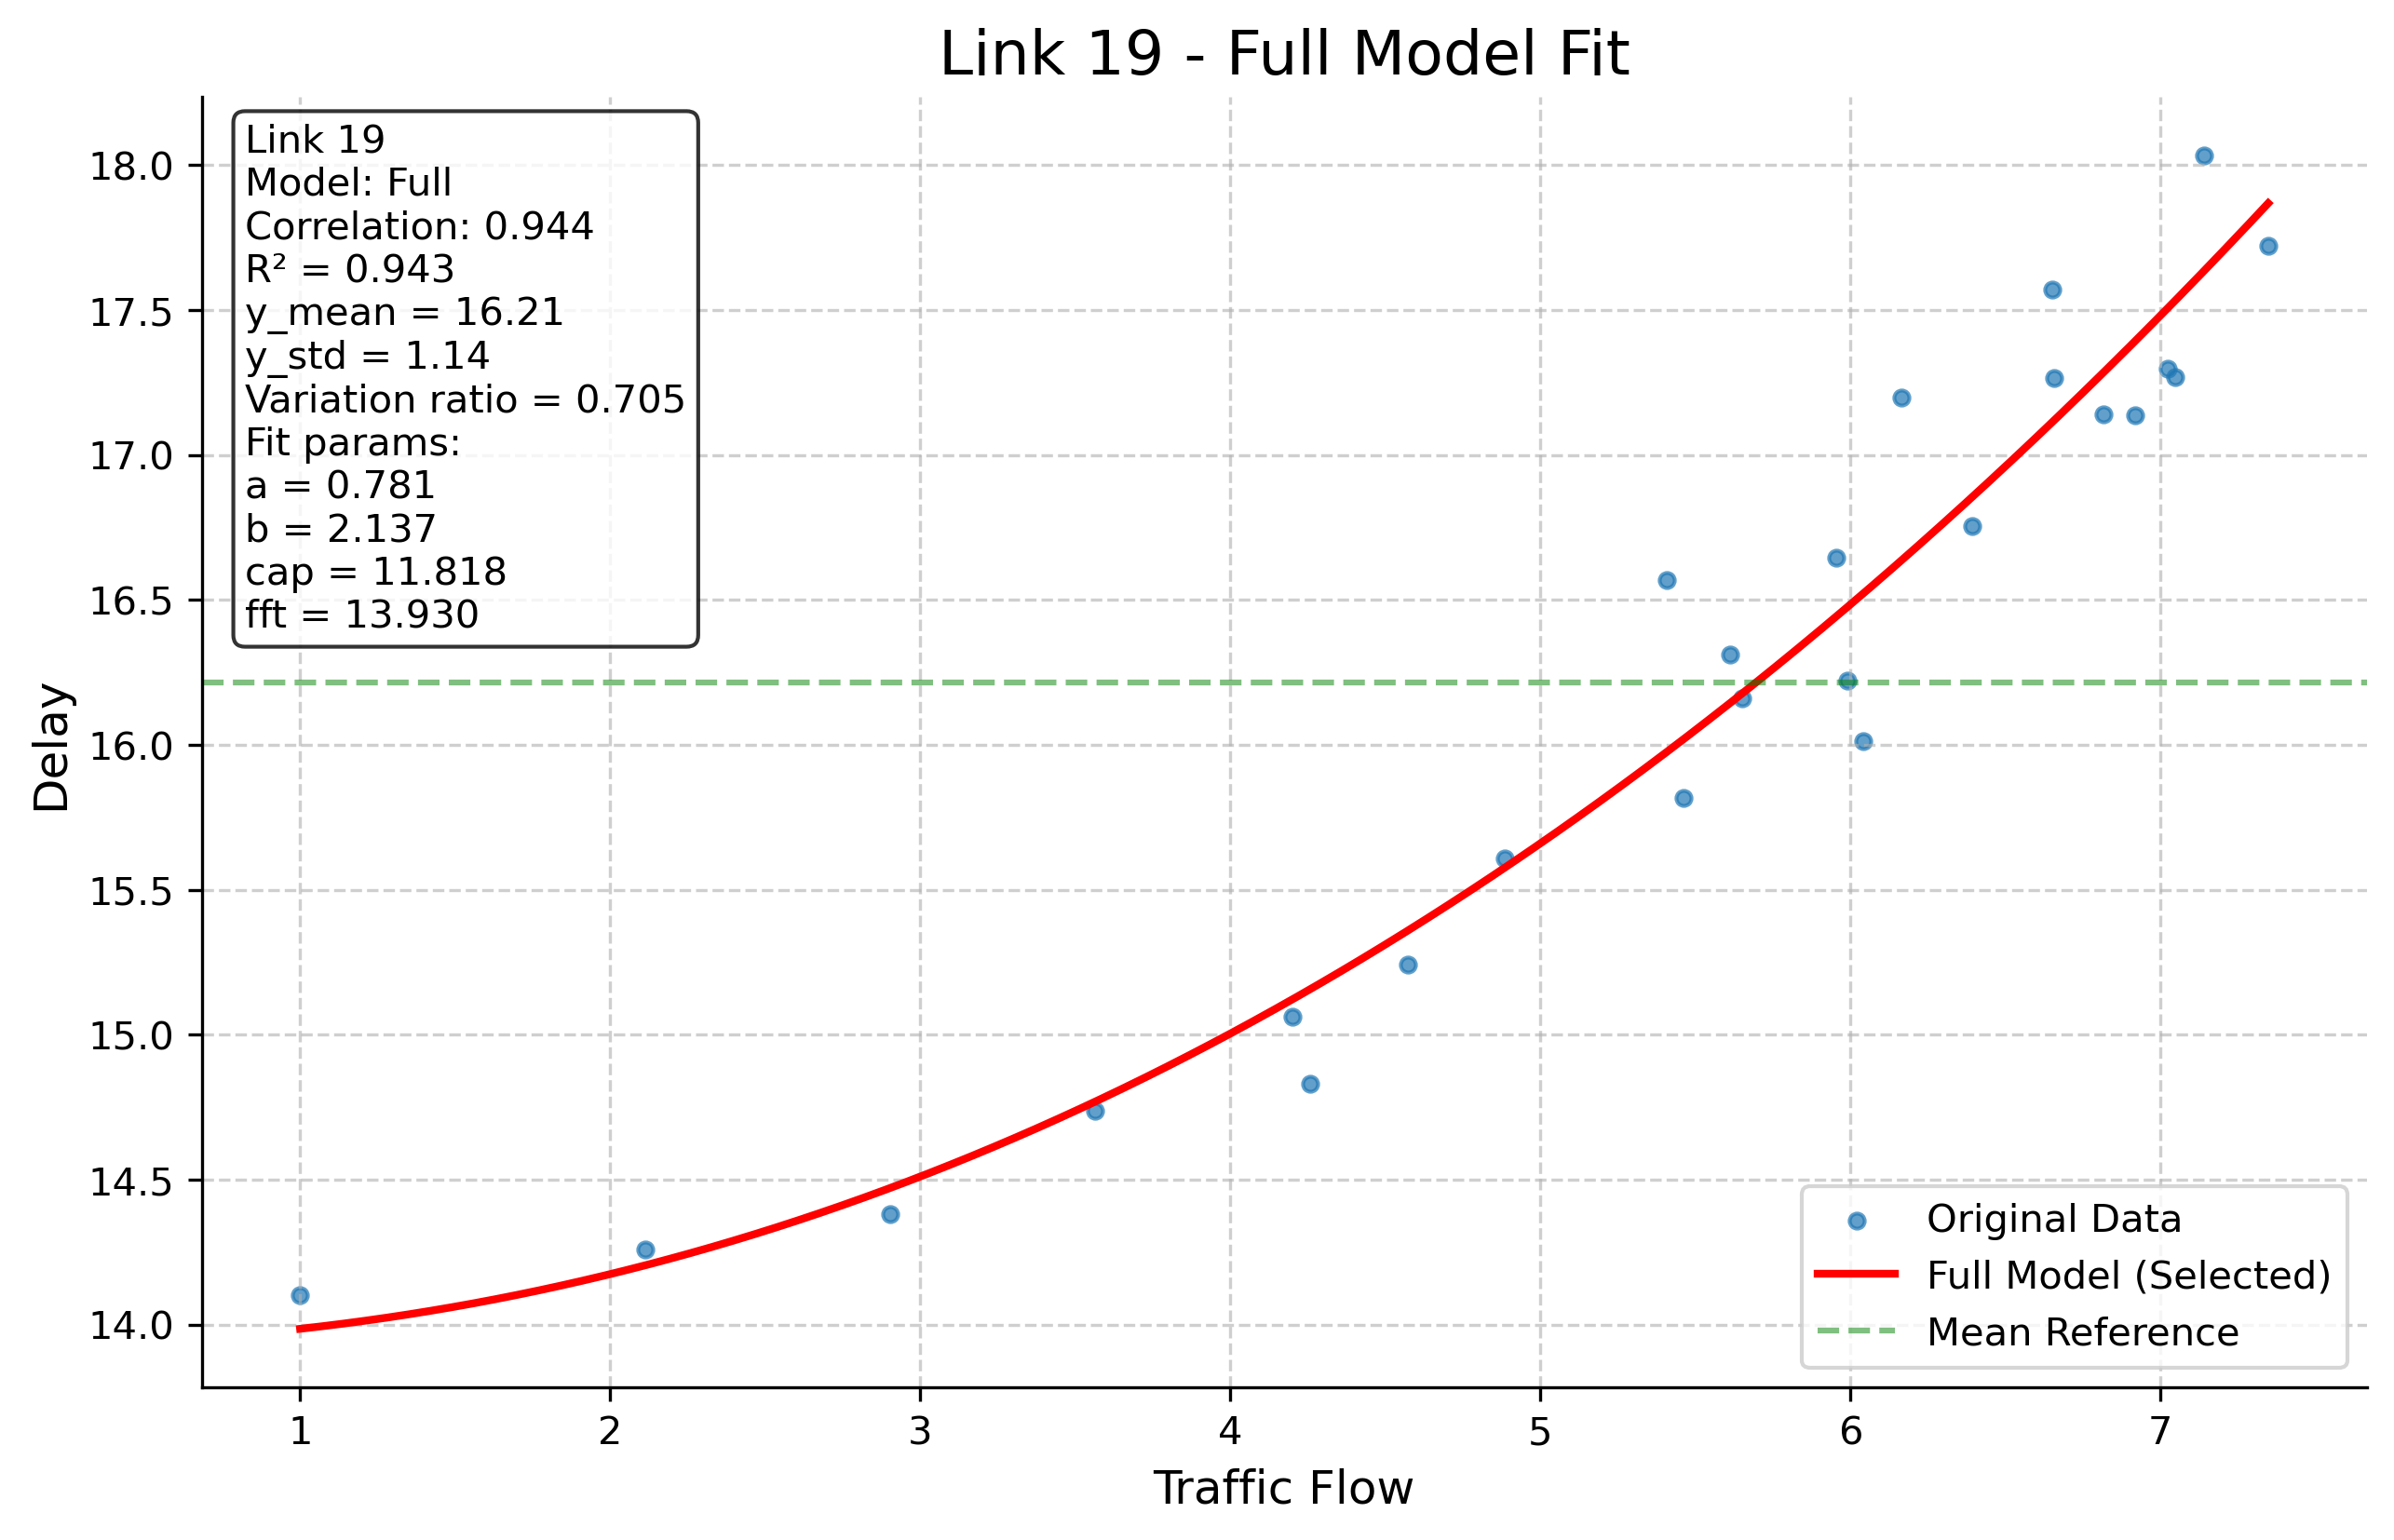 Link 19 - Full Model Fit
Link 19
Model: Full
Correlation: 0.944
R² = 0.943
y_mean = 16.21
y_std = 1.14
Variation ratio = 0.705
Fit params:
a = 0.781
b = 2.137
cap = 11.818
fft = 13.930
Delay
18.0
17.5
17.0
16.5
16.0
15.5
15.0
14.5
14.0
Original Data
Full Model (Selected)
Mean Reference
1 2 3 4 5 6 7
Traffic Flow